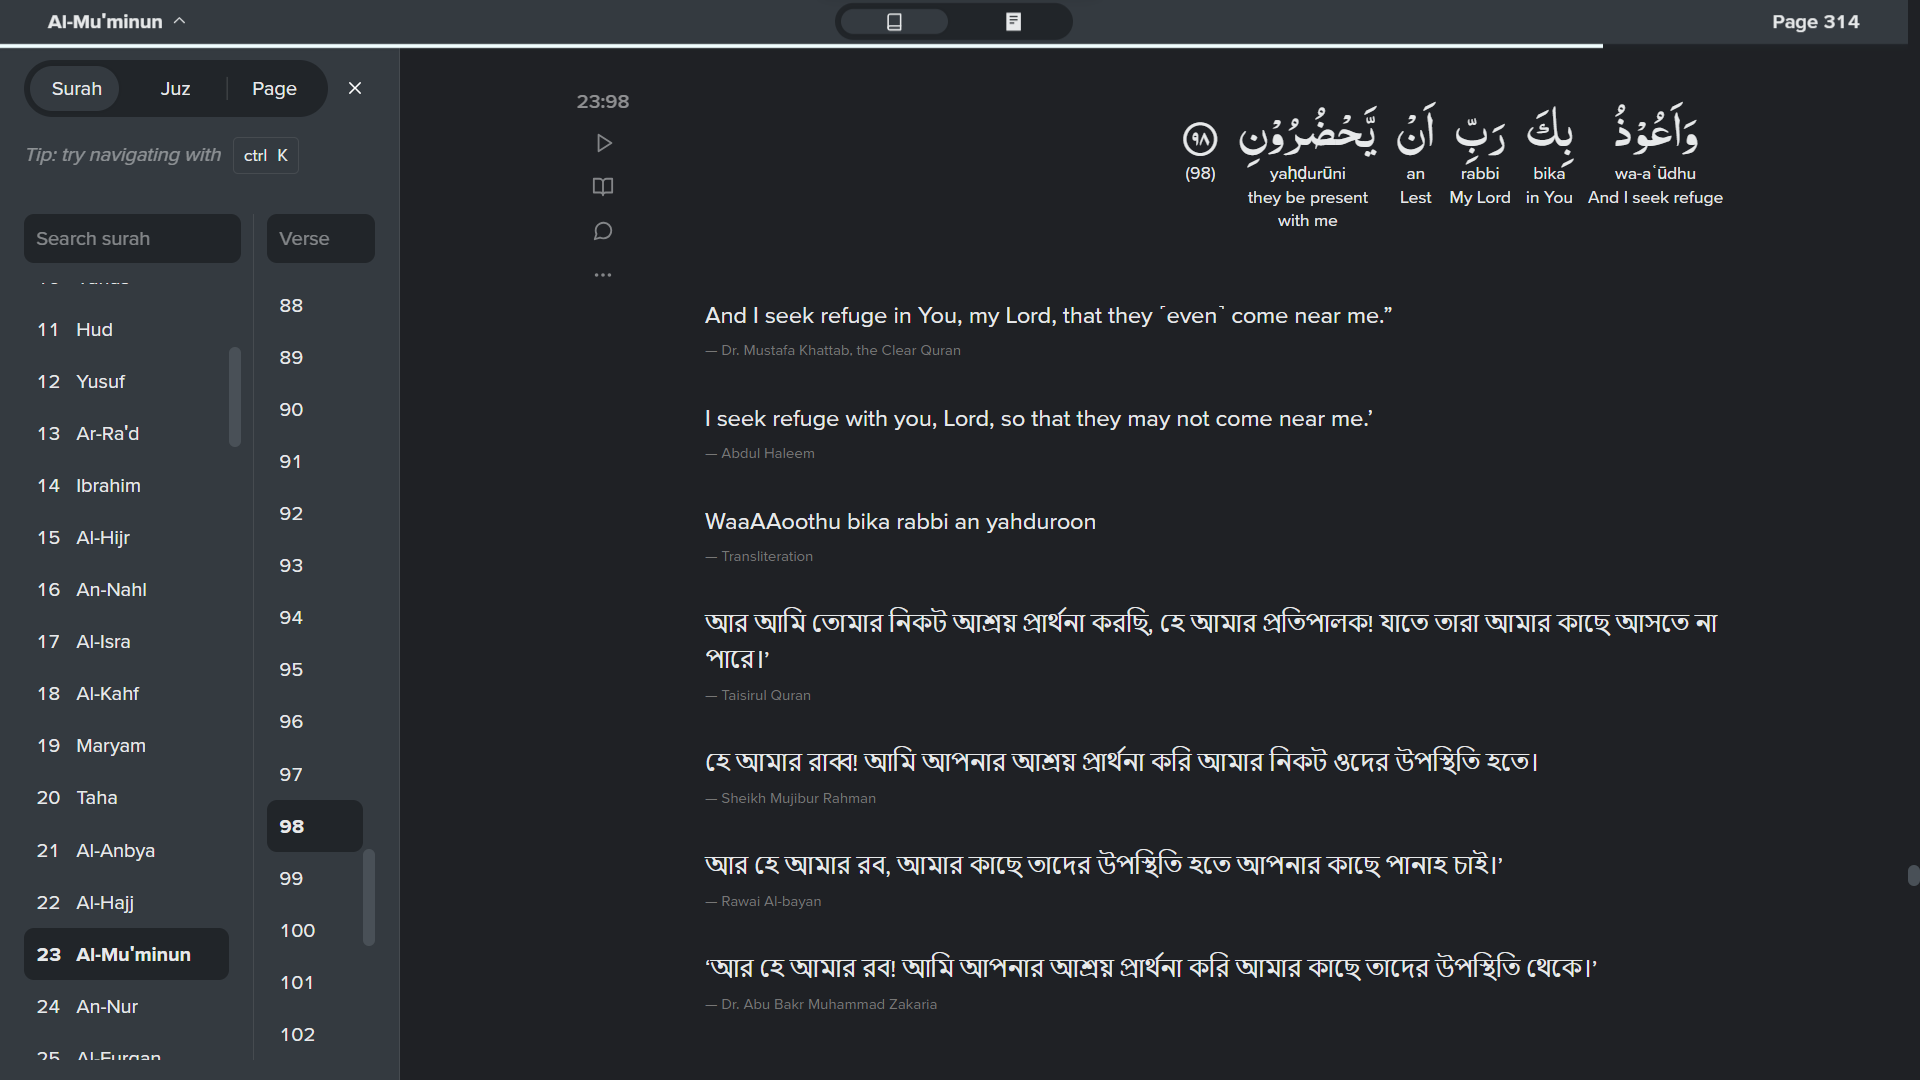 Al-Mu'minun
Page 314
Surah
Juz
Page
Tip: try navigating with ctrl K
Search surah
Verse
11 Hud
12 Yusuf
13 Ar-Ra'd
14 Ibrahim
15 Al-Hijr
16 An-Nahl
17 Al-Isra
18 Al-Kahf
19 Maryam
20 Taha
21 Al-Anbya
22 Al-Hajj
23 Al-Mu'minun
24 An-Nur
25 Al-Furqan
88
89
90
91
92
93
94
95
96
97
98
99
100
101
102
23:98
وَاَعُوْذُ بِكَ رَبِّ اَنْ يَّحْضُرُوْنِ ٩٨
(98) yaḥḍurūni an rabbi bika wa-aʿūdhu
they be present with me Lest My Lord in You And I seek refuge
And I seek refuge in You, my Lord, that they ˹even˺ come near me.”
— Dr. Mustafa Khattab, the Clear Quran
I seek refuge with you, Lord, so that they may not come near me.’
— Abdul Haleem
WaaAAoothu bika rabbi an yahduroon
— Transliteration
আর আমি তোমার নিকট আশ্রয় প্রার্থনা করছি, হে আমার প্রতিপালক! যাতে তারা আমার কাছে আসতে না
পারে।’
— Taisirul Quran
হে আমার রাব্ব! আমি আপনার আশ্রয় প্রার্থনা করি আমার নিকট ওদের উপস্থিতি হতে।
— Sheikh Mujibur Rahman
আর হে আমার রব, আমার কাছে তাদের উপস্থিতি হতে আপনার কাছে পানাহ চাই।’
— Rawai Al-bayan
‘আর হে আমার রব! আমি আপনার আশ্রয় প্রার্থনা করি আমার কাছে তাদের উপস্থিতি থেকে।’
— Dr. Abu Bakr Muhammad Zakaria